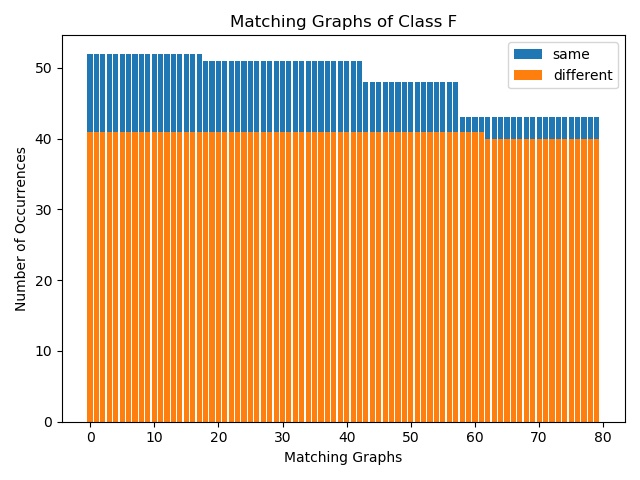 Matching Graphs of Class F
same
different
Number of Occurrences
50
40
30
20
10
0
0 10 20 30 40 50 60 70 80
Matching Graphs